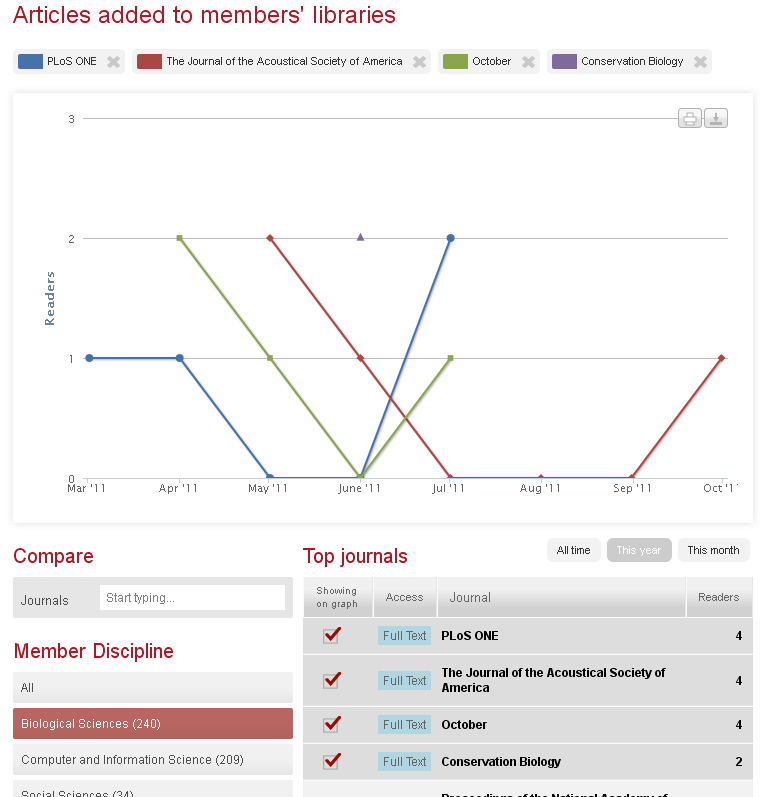 Articles added to members' libraries
PLoS ONE
The Journal of the Acoustical Society of America
October
Conservation Biology
3
2
1
0
Readers
Mar '11
Apr '11
May '11
June '11
Jul '11
Aug '11
Sep '11
Oct '1
Compare
Journals
Start typing...
Member Discipline
All
Biological Sciences (240)
Computer and Information Science (209)
Social Sciences (34)
Top journals
All time
This year
This month
Showing
on graph
Access
Journal
Readers
Full Text
PLoS ONE
4
Full Text
The Journal of the Acoustical Society of
America
4
Full Text
October
4
Full Text
Conservation Biology
2
Proceedings of the National Academy of